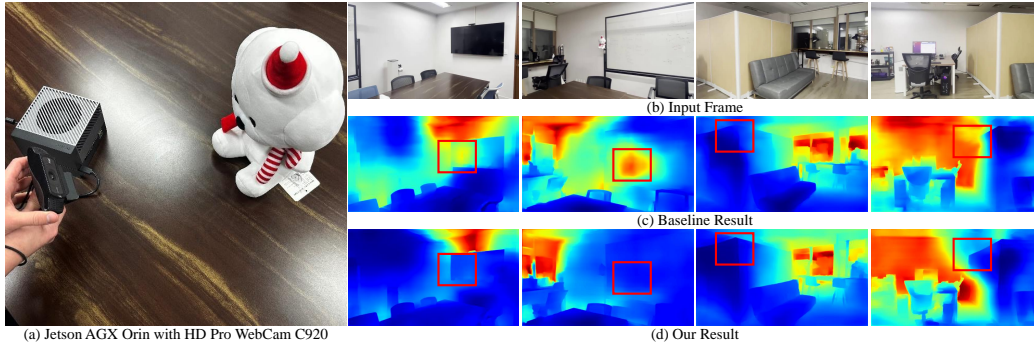 (b) Input Frame
(c) Baseline Result
(a) Jetson AGX Orin with HD Pro WebCam C920
(d) Our Result